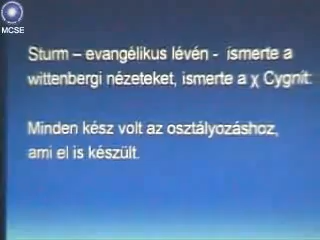 MCSE
Sturm – evangélikus lévén - ismerte a
wittenbergi nézeteket, ismerte a χ Cygnit.
Minden kész volt az osztályozáshoz,
ami el is készült.